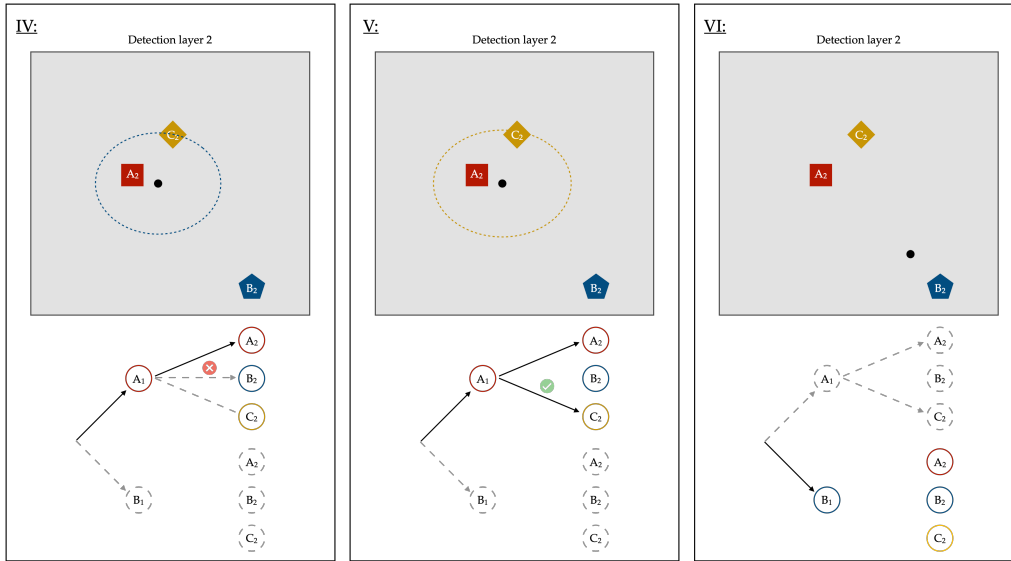 IV:
Detection layer 2
C₂
A₂
B₂
A₂
A₁
B₂
C₂
A₂
B₁
B₂
C₂
V:
Detection layer 2
C₂
A₂
B₂
A₂
A₁
B₂
C₂
A₂
B₁
B₂
C₂
VI:
Detection layer 2
C₂
A₂
B₂
A₂
A₁
B₂
C₂
A₂
B₁
B₂
C₂